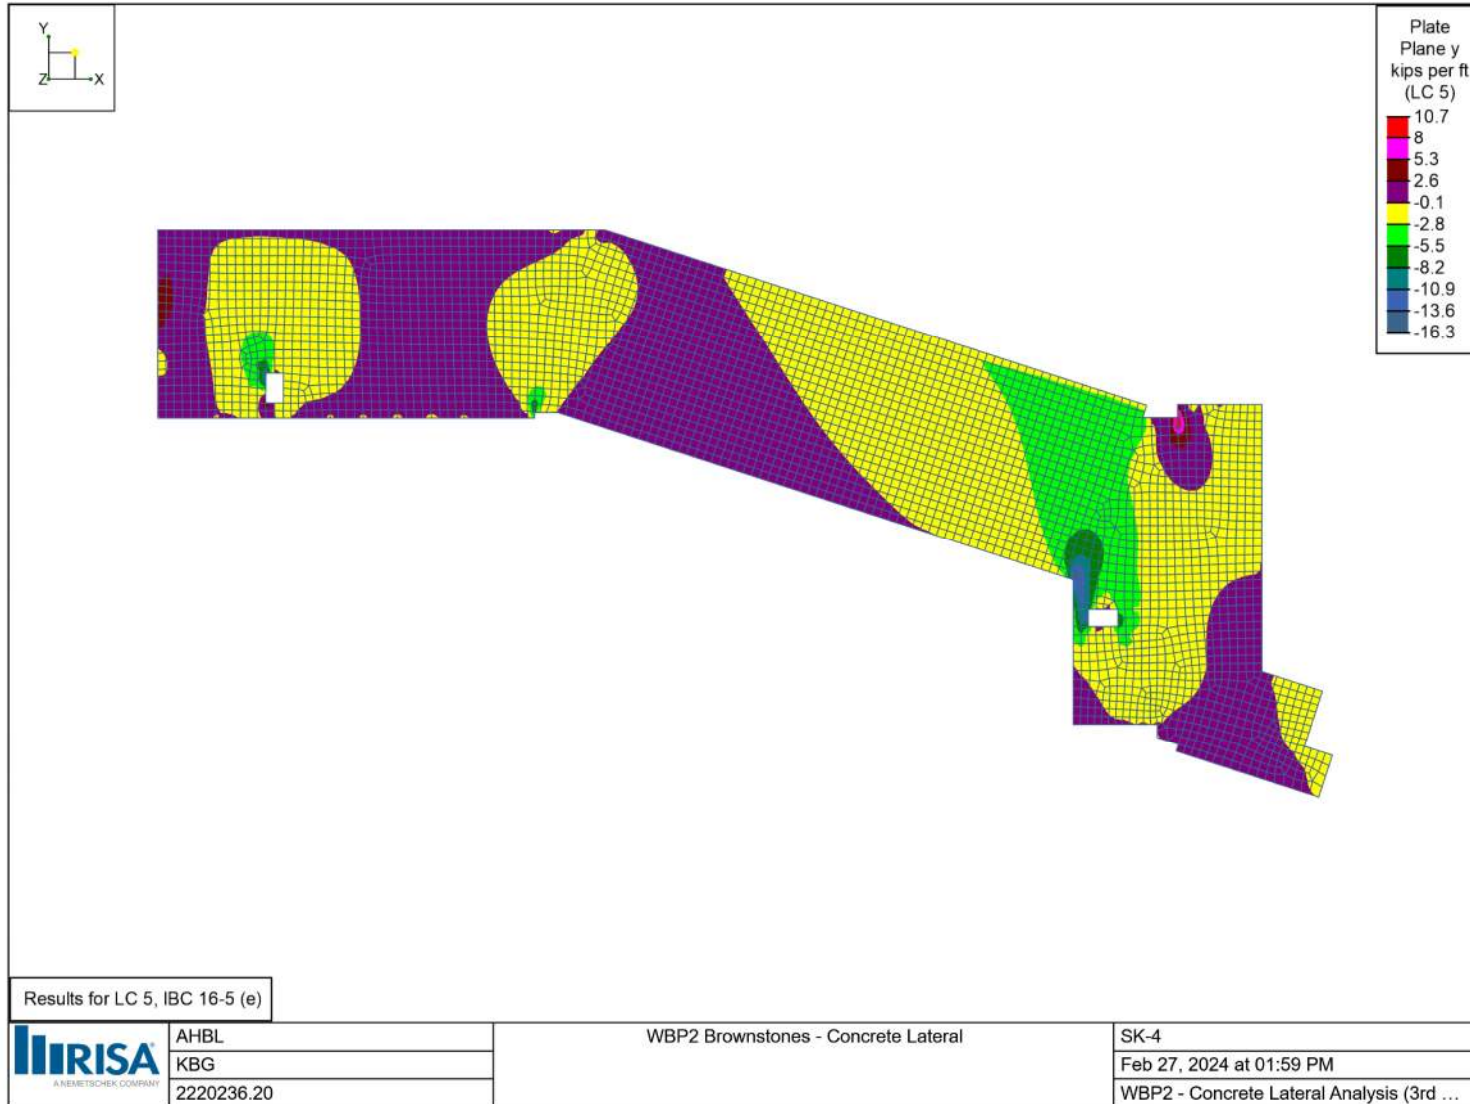 Y
Z
X
Plate
Plane y
kips per ft
(LC 5)
10.7
8
5.3
2.6
-0.1
-2.8
-5.5
-8.2
-10.9
-13.6
-16.3
Results for LC 5, IBC 16-5 (e)
RISA
A NEMETSCHEK COMPANY
AHBL
KBG
2220236.20
WBP2 Brownstones - Concrete Lateral
SK-4
Feb 27, 2024 at 01:59 PM
WBP2 - Concrete Lateral Analysis (3rd ...